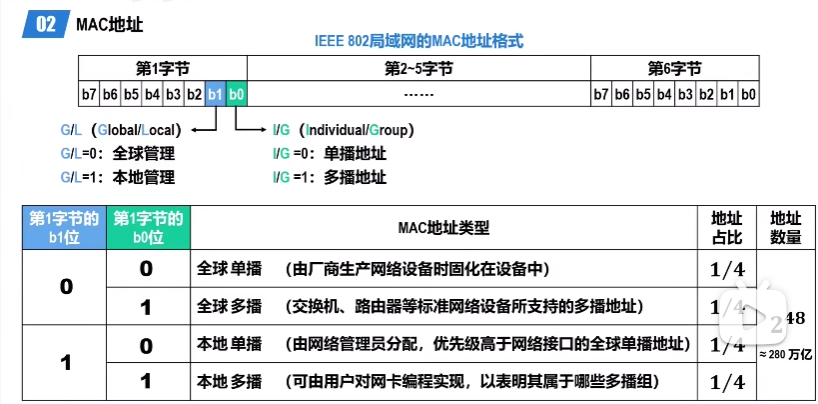 02 MAC地址
IEEE 802局域网的MAC地址格式
第1字节 第2~5字节 第6字节
b7 b6 b5 b4 b3 b2 b1 b0 ······ b7 b6 b5 b4 b3 b2 b1 b0
G/L（Global/Local） I/G（Individual/Group）
G/L=0：全球管理 I/G =0：单播地址
G/L=1：本地管理 I/G =1：多播地址
第1字节的b1位 第1字节的b0位 MAC地址类型 地址占比 地址数量
0 0 全球 单播 （由厂商生产网络设备时固化在设备中） 1/4
1 全球 多播 （交换机、路由器等标准网络设备所支持的多播地址） 1/4
2^48
≈ 280 万亿
1 0 本地 单播 （由网络管理员分配，优先级高于网络接口的全球单播地址） 1/4
1 本地 多播 （可由用户对网卡编程实现，以表明其属于哪些多播组） 1/4